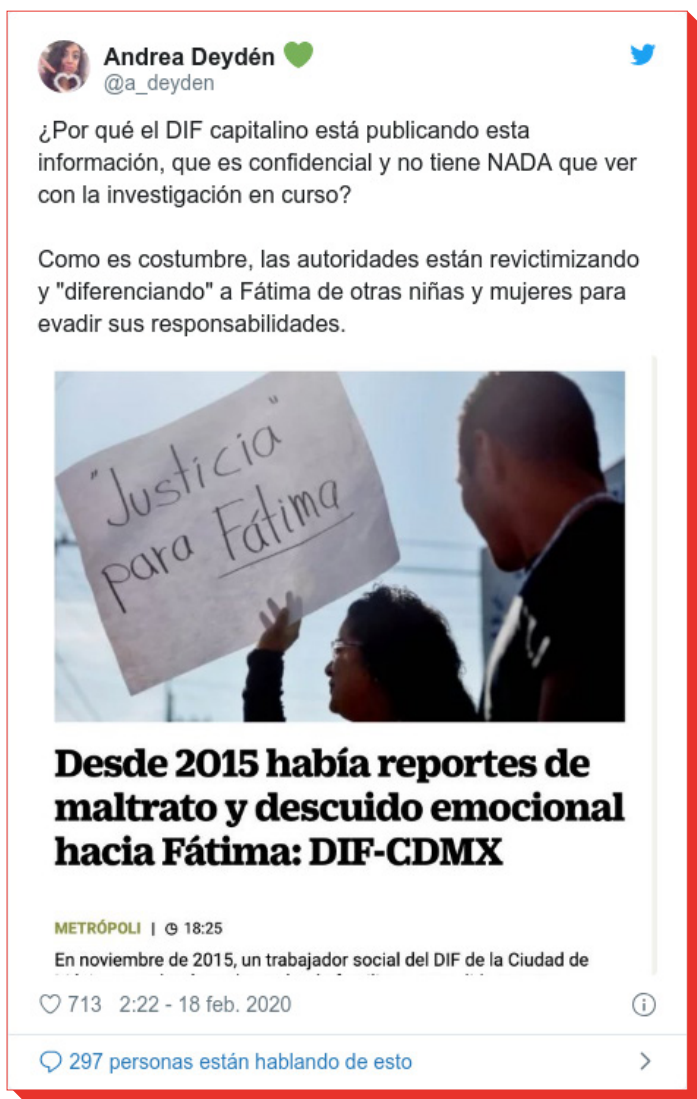 Andrea Deydén
@a_deyden
¿Por qué el DIF capitalino está publicando esta
información, que es confidencial y no tiene NADA que ver
con la investigación en curso?
Como es costumbre, las autoridades están revictimizando
y "diferenciando" a Fátima de otras niñas y mujeres para
evadir sus responsabilidades.
"Justicia"
para Fátima
Desde 2015 había reportes de
maltrato y descuido emocional
hacia Fátima: DIF-CDMX
METRÓPOLI | 18:25
En noviembre de 2015, un trabajador social del DIF de la Ciudad de
713 2:22 - 18 feb. 2020
297 personas están hablando de esto